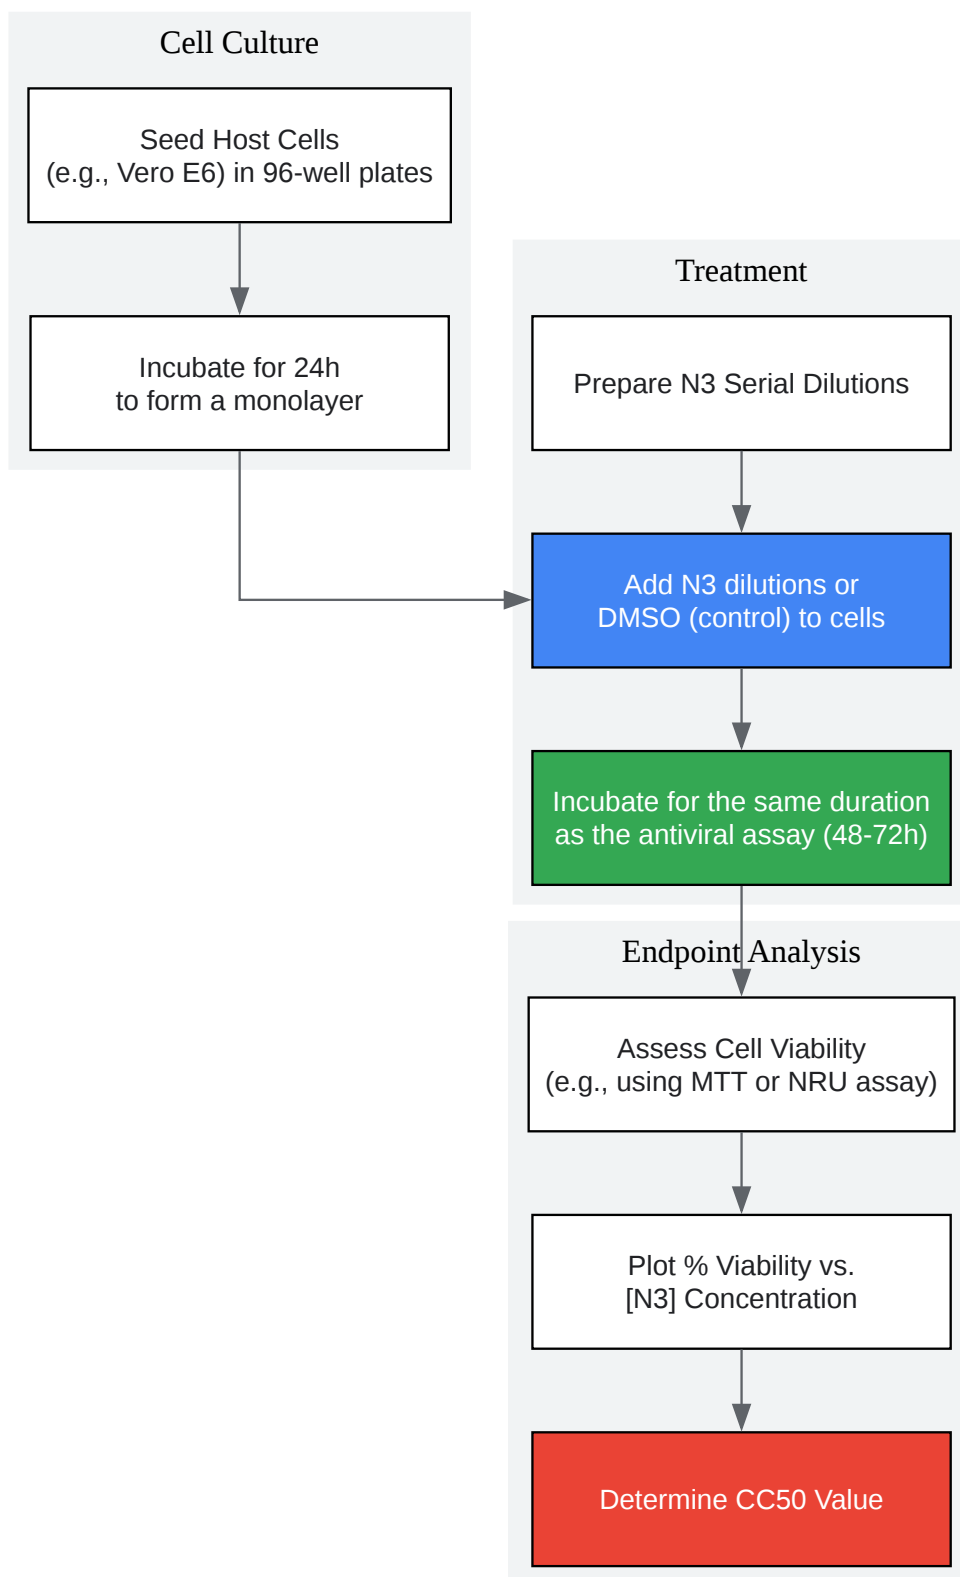 Cell Culture
Seed Host Cells
(e.g., Vero E6) in 96-well plates
Incubate for 24h
to form a monolayer
Treatment
Prepare N3 Serial Dilutions
Add N3 dilutions or
DMSO (control) to cells
Incubate for the same duration
as the antiviral assay (48-72h)
Endpoint Analysis
Assess Cell Viability
(e.g., using MTT or NRU assay)
Plot % Viability vs.
[N3] Concentration
Determine CC50 Value